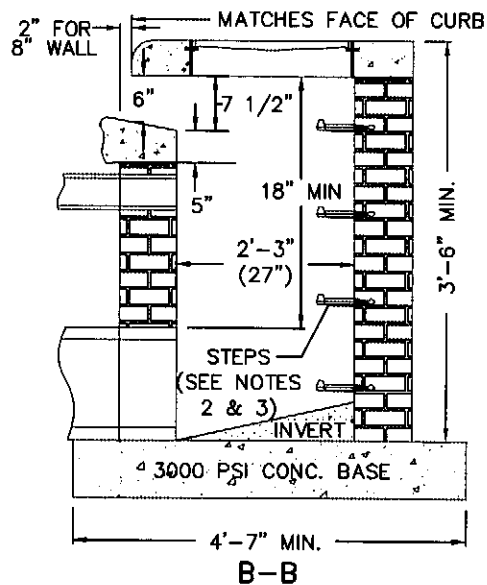 2" FOR
8" WALL
MATCHES FACE OF CURB
6"
7 1/2"
5"
18" MIN
2'-3"
(27")
3'-6" MIN.
STEPS
(SEE NOTES
2 & 3)
INVERT
3000 PSI CONC. BASE
4'-7" MIN.
B-B